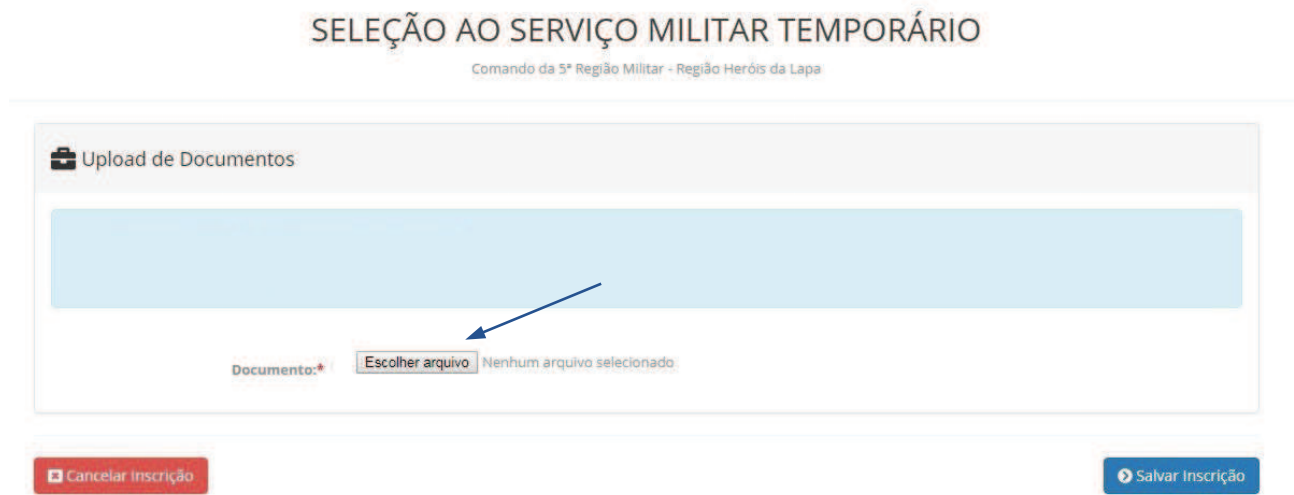 SELEÇÃO AO SERVIÇO MILITAR TEMPORÁRIO
Comando da 5ª Região Militar - Região Heróis da Lapa
Upload de Documentos
Documento:* Escolher arquivo Nenhum arquivo selecionado
Cancelar Inscrição Salvar Inscrição